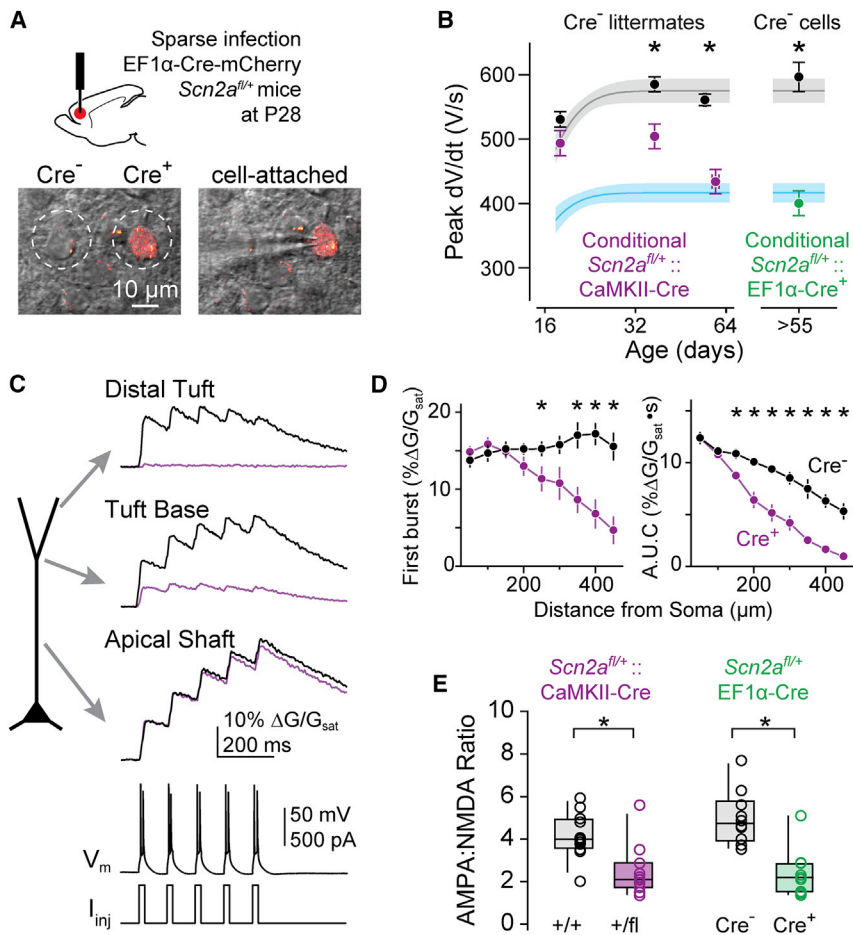 A
Sparse infection
EF1α-Cre-mCherry
Scn2a^fl/+ mice
at P28
Cre⁻
Cre⁺
cell-attached
10 µm
B
Cre⁻ littermates
Cre⁻ cells
*
*
*
Peak dV/dt (V/s)
600
500
400
300
Conditional
Scn2a^fl/+ ::
CaMKII-Cre
Conditional
Scn2a^fl/+ ::
EF1α-Cre⁺
16
32
64
>55
Age (days)
C
Distal Tuft
Tuft Base
Apical Shaft
10% ΔG/G_sat
200 ms
50 mV
500 pA
V_m
I_inj
D
First burst (%ΔG/G_sat)
20
10
0
* * * *
200
400
A.U.C (%ΔG/G_sat •s)
10
0
* * * * * * *
Cre⁻
Cre⁺
200
400
Distance from Soma (µm)
E
Scn2a^fl/+ ::
CaMKII-Cre
Scn2a^fl/+
EF1α-Cre
AMPA:NMDA Ratio
10
8
6
4
2
0
*
*
+/+
+/fl
Cre⁻
Cre⁺